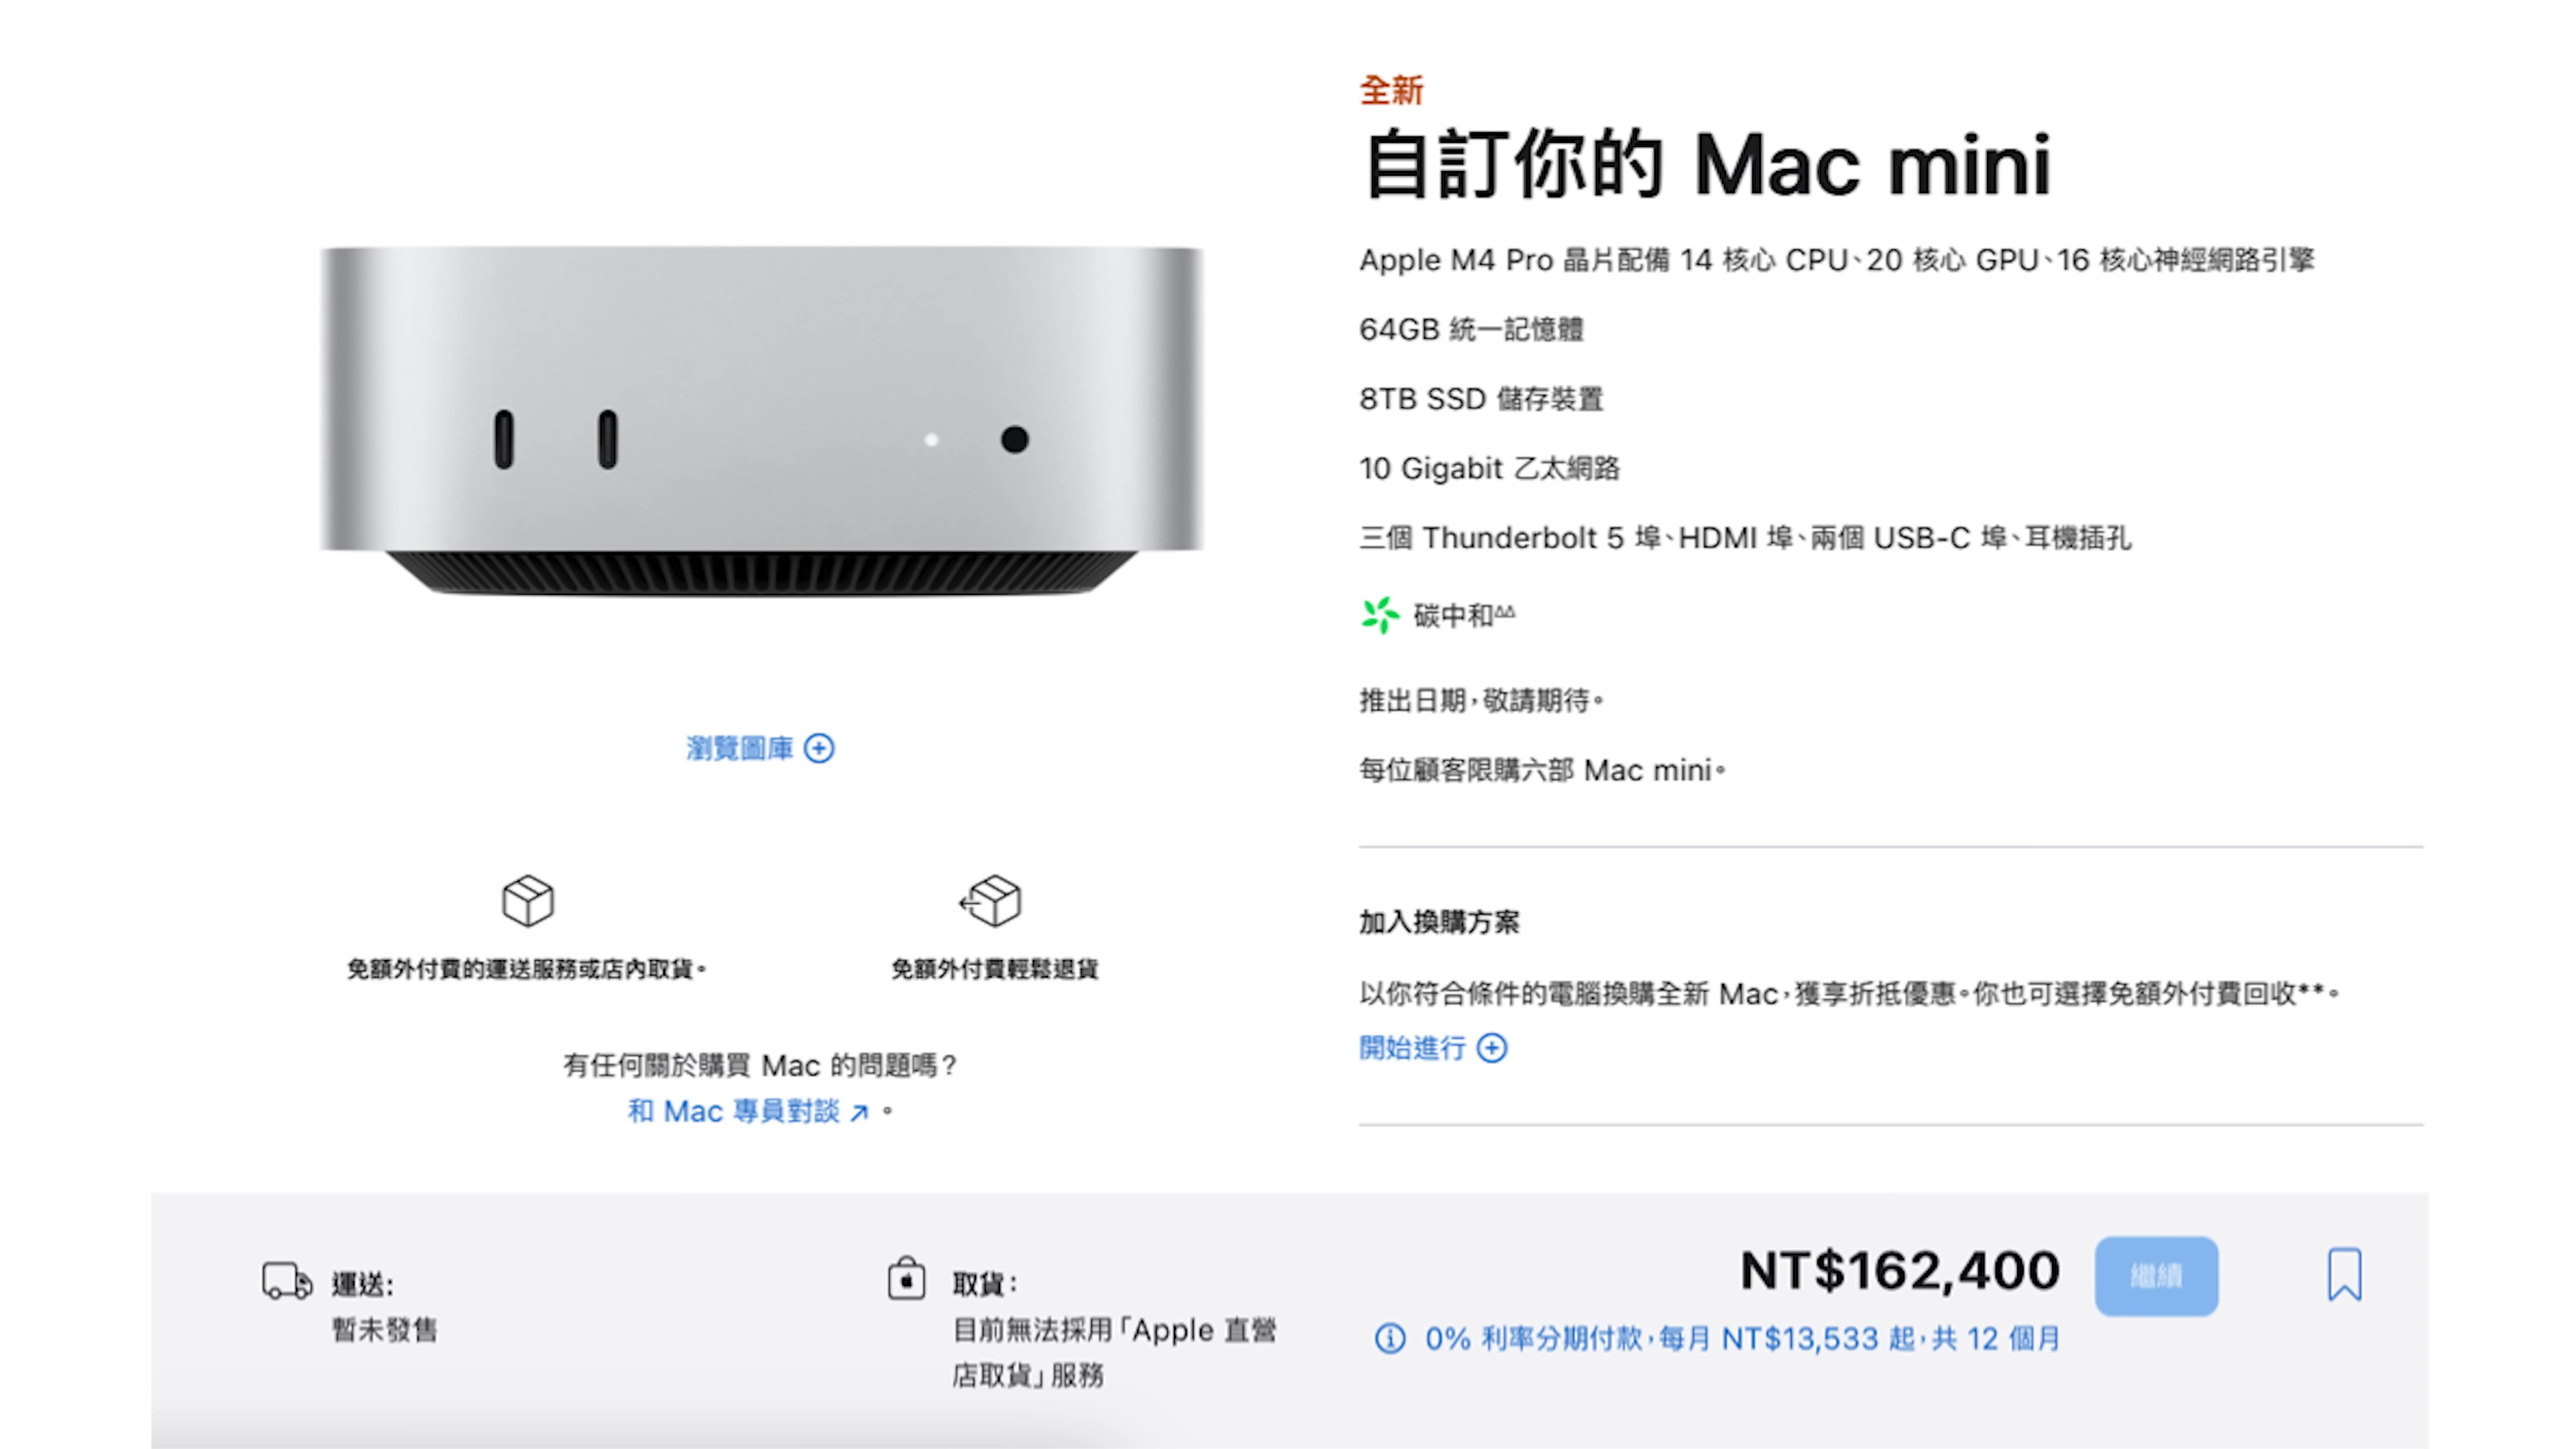 全新
自訂你的 Mac mini
Apple M4 Pro 晶片配備 14 核心 CPU、20 核心 GPU、16 核心神經網路引擎
64GB 統一記憶體
8TB SSD 儲存裝置
10 Gigabit 乙太網路
三個 Thunderbolt 5 埠、HDMI 埠、兩個 USB-C 埠、耳機插孔
碳中和△△
推出日期，敬請期待。
每位顧客限購六部 Mac mini。
瀏覽圖庫
免額外付費的運送服務或店內取貨。
免額外付費輕鬆退貨
有任何關於購買 Mac 的問題嗎？
和 Mac 專員對談 ↗ 。
加入換購方案
以你符合條件的電腦換購全新 Mac，獲享折抵優惠。你也可選擇免額外付費回收**。
開始進行
運送：
暫未發售
取貨：
目前無法採用「Apple 直營
店取貨」服務
NT$162,400
繼續
0% 利率分期付款，每月 NT$13,533 起，共 12 個月